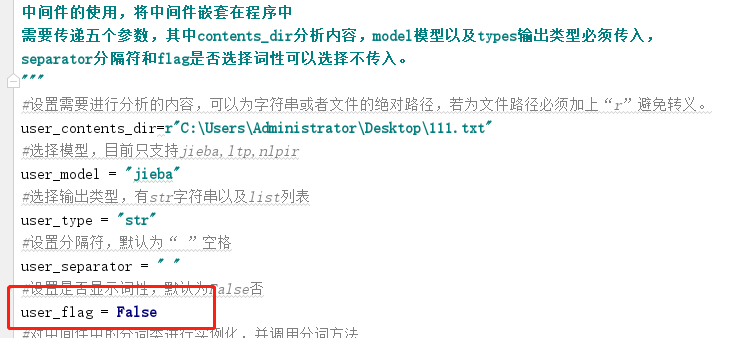 中间件的使用，将中间件嵌套在程序中
需要传递五个参数，其中contents_dir分析内容，model模型以及types输出类型必须传入，
separator分隔符和flag是否选择词性可以选择不传入。
"""
#设置需要进行分析的内容，可以为字符串或者文件的绝对路径，若为文件路径必须加上“r”避免转义。
user_contents_dir=r"C:\Users\Administrator\Desktop\111.txt"
#选择模型，目前只支持jieba,ltp,nlpir
user_model = "jieba"
#选择输出类型，有str字符串以及list列表
user_type = "str"
#设置分隔符，默认为“ ”空格
user_separator = " "
#设置是否显示词性，默认为False否
user_flag = False
#对中间件中的分词类进行实例化，并调用分词方法